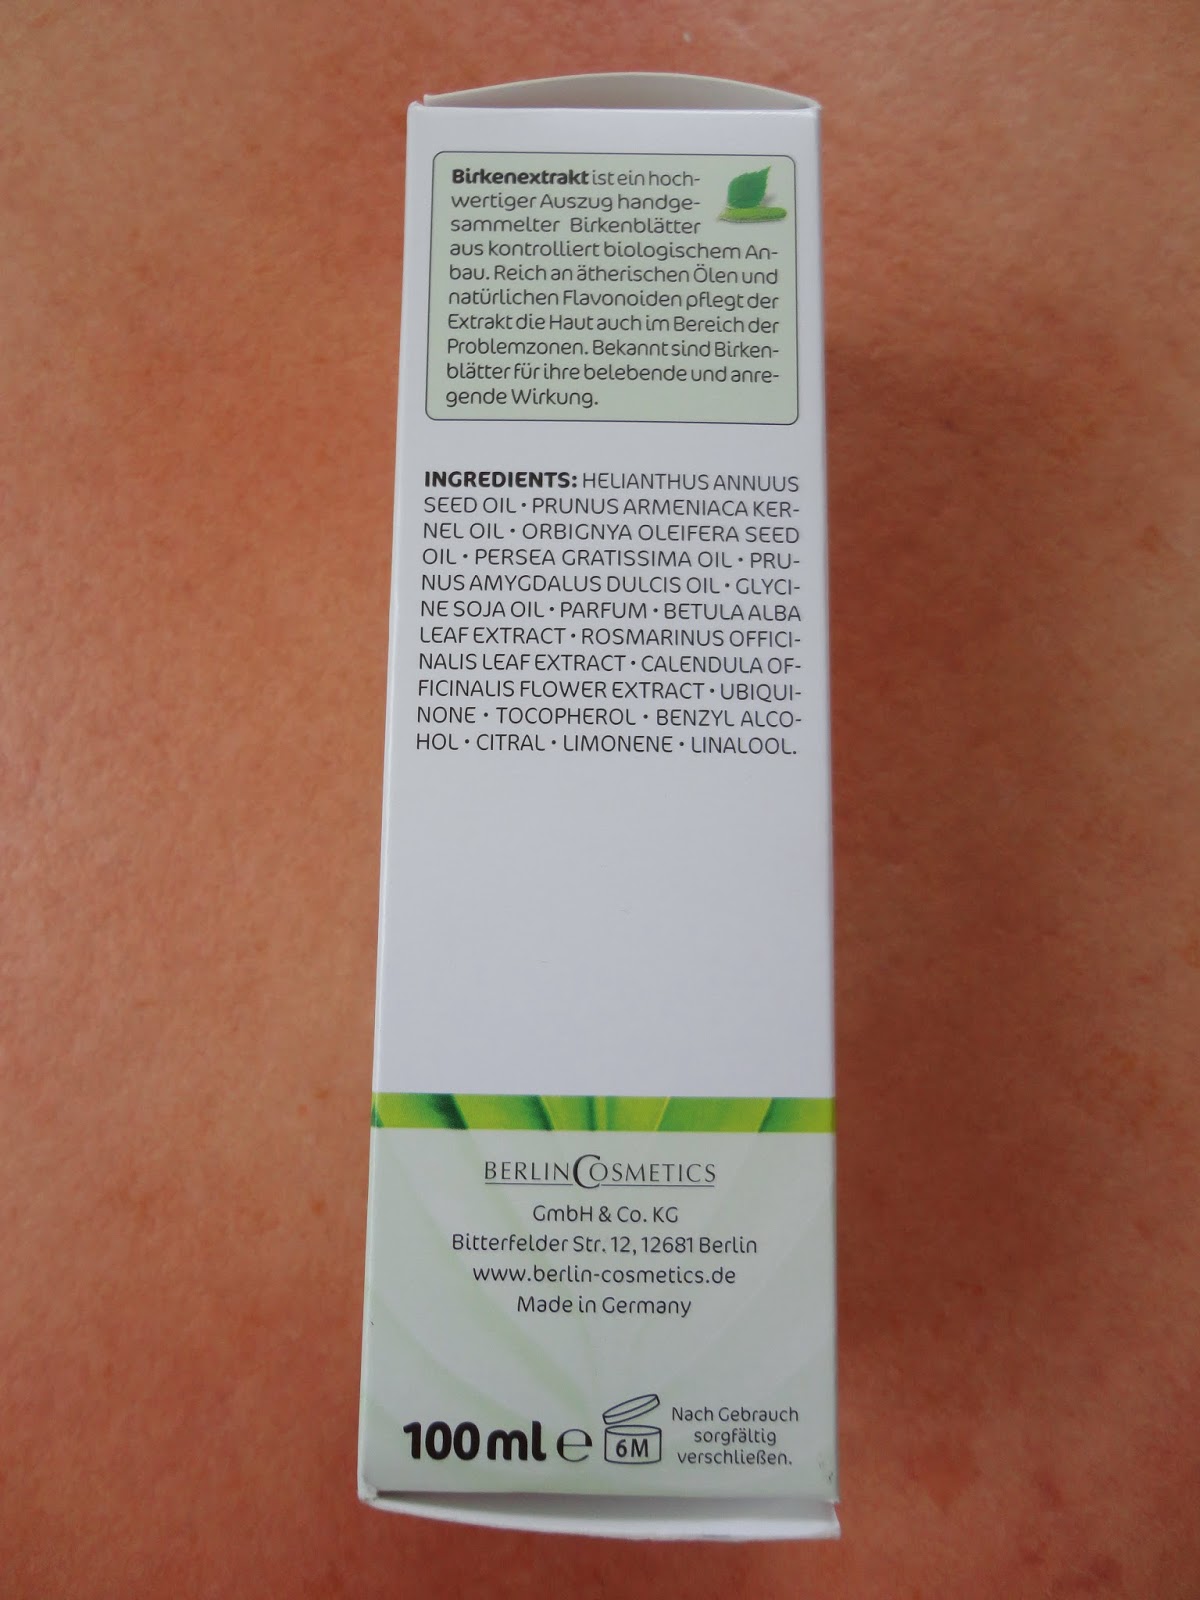 Birkenextrakt ist ein hoch-
wertiger Auszug handge-
sammelter Birkenblätter
aus kontrolliert biologischem An-
bau. Reich an ätherischen Ölen und
natürlichen Flavonoiden pflegt der
Extrakt die Haut auch im Bereich der
Problemzonen. Bekannt sind Birken-
blätter für ihre belebende und anre-
gende Wirkung.
INGREDIENTS: HELIANTHUS ANNUUS
SEED OIL • PRUNUS ARMENIACA KER-
NEL OIL • ORBIGNYA OLEIFERA SEED
OIL • PERSEA GRATISSIMA OIL • PRU-
NUS AMYGDALUS DULCIS OIL • GLYCI-
NE SOJA OIL • PARFUM • BETULA ALBA
LEAF EXTRACT • ROSMARINUS OFFICI-
NALIS LEAF EXTRACT • CALENDULA OF-
FICINALIS FLOWER EXTRACT • UBIQUI-
NONE • TOCOPHEROL • BENZYL ALCO-
HOL • CITRAL • LIMONENE • LINALOOL.
BERLINCOSMETICS
GmbH & Co. KG
Bitterfelder Str. 12, 12681 Berlin
www.berlin-cosmetics.de
Made in Germany
100 ml ℮
6M
Nach Gebrauch
sorgfältig
verschließen.